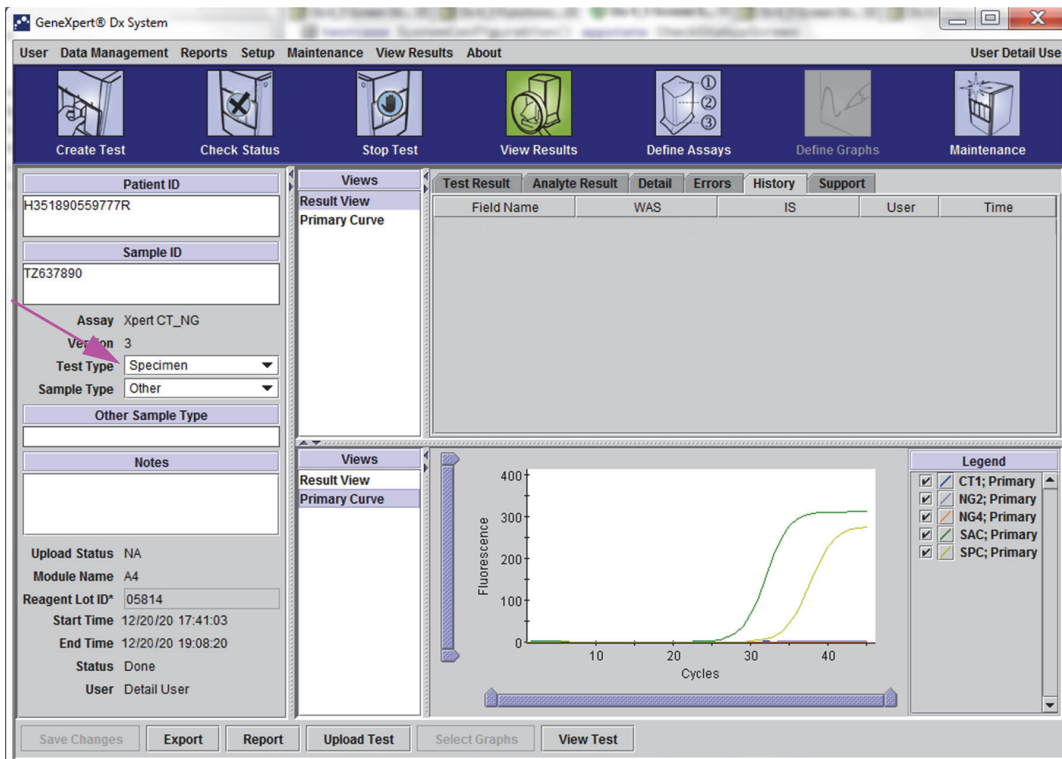 GeneXpert® Dx System
User Data Management Reports Setup Maintenance View Results About User Detail Use
Create Test Check Status Stop Test View Results Define Assays Define Graphs Maintenance
① ② ③
Patient ID
H351890559777R
Sample ID
TZ637890
Assay Xpert CT_NG
Version 3
Test Type Specimen
Sample Type Other
Other Sample Type
Notes
Upload Status NA
Module Name A4
Reagent Lot ID* 05814
Start Time 12/20/20 17:41:03
End Time 12/20/20 19:08:20
Status Done
User Detail User
Views
Result View
Primary Curve
Test Result Analyte Result Detail Errors History Support
Field Name WAS IS User Time
Views
Result View
Primary Curve
400
300
200
100
0
Fluorescence
10 20 30 40
Cycles
Legend
CT1; Primary
NG2; Primary
NG4; Primary
SAC; Primary
SPC; Primary
Save Changes Export Report Upload Test Select Graphs View Test